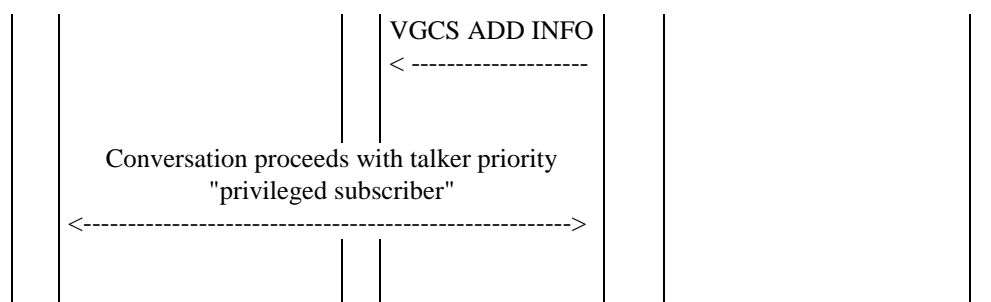 VGCS ADD INFO
< --------------------
Conversation proceeds with talker priority
"privileged subscriber"
<------------------------------------------------------->